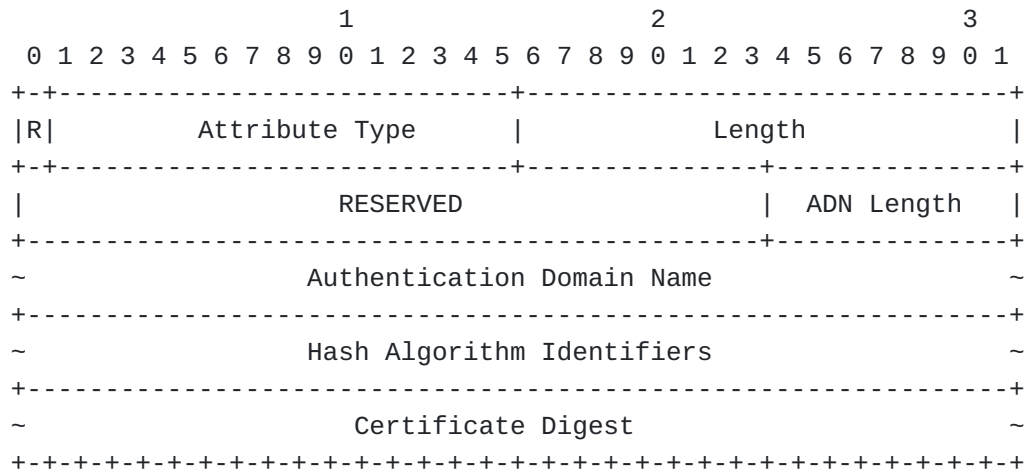 1                   2                   3
 0 1 2 3 4 5 6 7 8 9 0 1 2 3 4 5 6 7 8 9 0 1 2 3 4 5 6 7 8 9 0 1
+-+-----------------------------+-------------------------------+
|R|         Attribute Type      |            Length             |
+-+-----------------------------+---------------+---------------+
|                    RESERVED                   |  ADN Length   |
+-----------------------------------------------+---------------+
~                  Authentication Domain Name                   ~
+---------------------------------------------------------------+
~                  Hash Algorithm Identifiers                   ~
+---------------------------------------------------------------+
~                     Certificate Digest                        ~
+-+-+-+-+-+-+-+-+-+-+-+-+-+-+-+-+-+-+-+-+-+-+-+-+-+-+-+-+-+-+-+-+